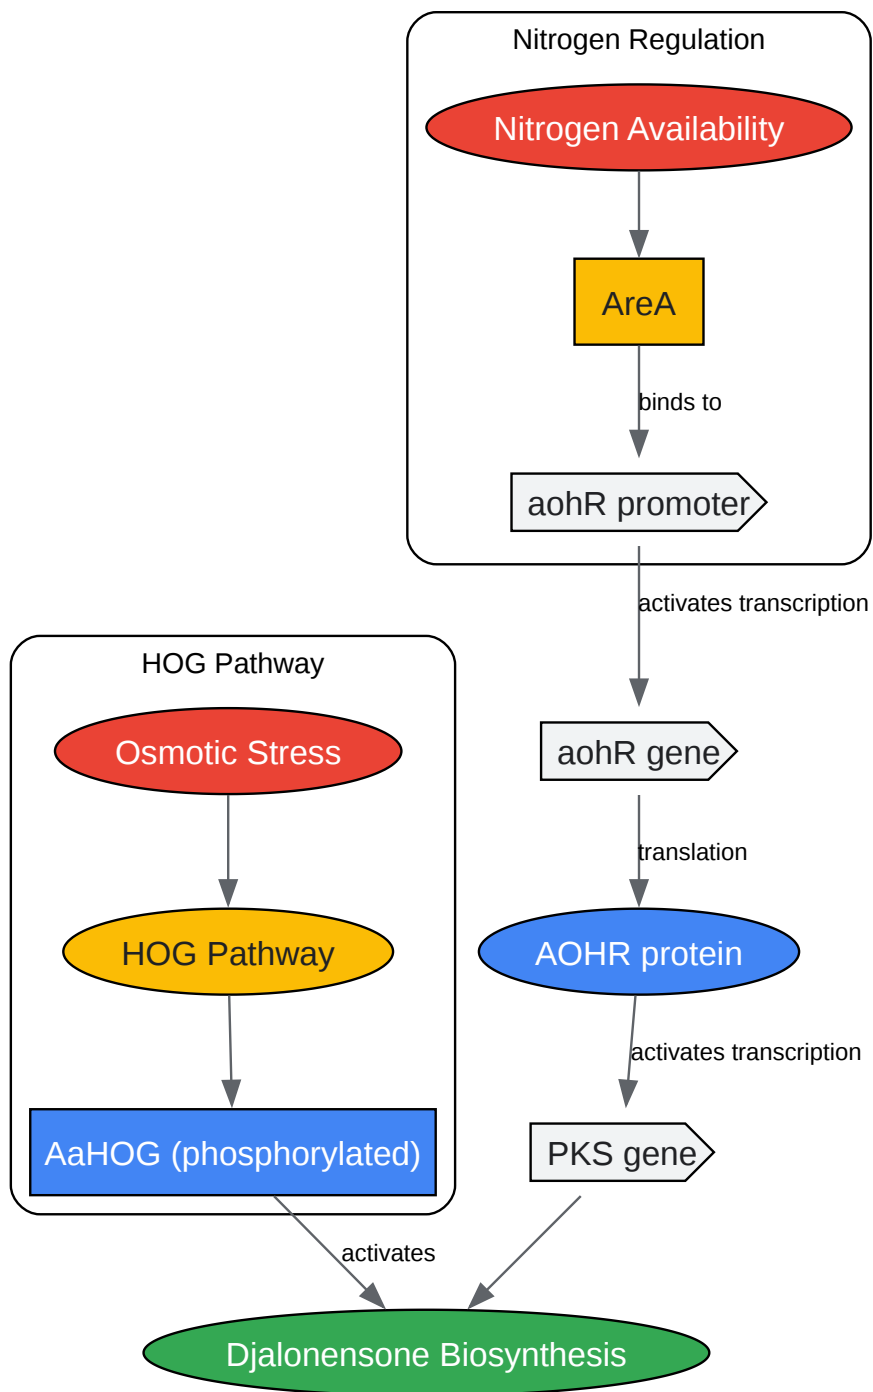 Nitrogen Regulation
Nitrogen Availability
AreA
binds to
aohR promoter
activates transcription
HOG Pathway
Osmotic Stress
aohR gene
translation
HOG Pathway
AOHR protein
activates transcription
AaHOG (phosphorylated)
PKS gene
activates
Djalonensone Biosynthesis